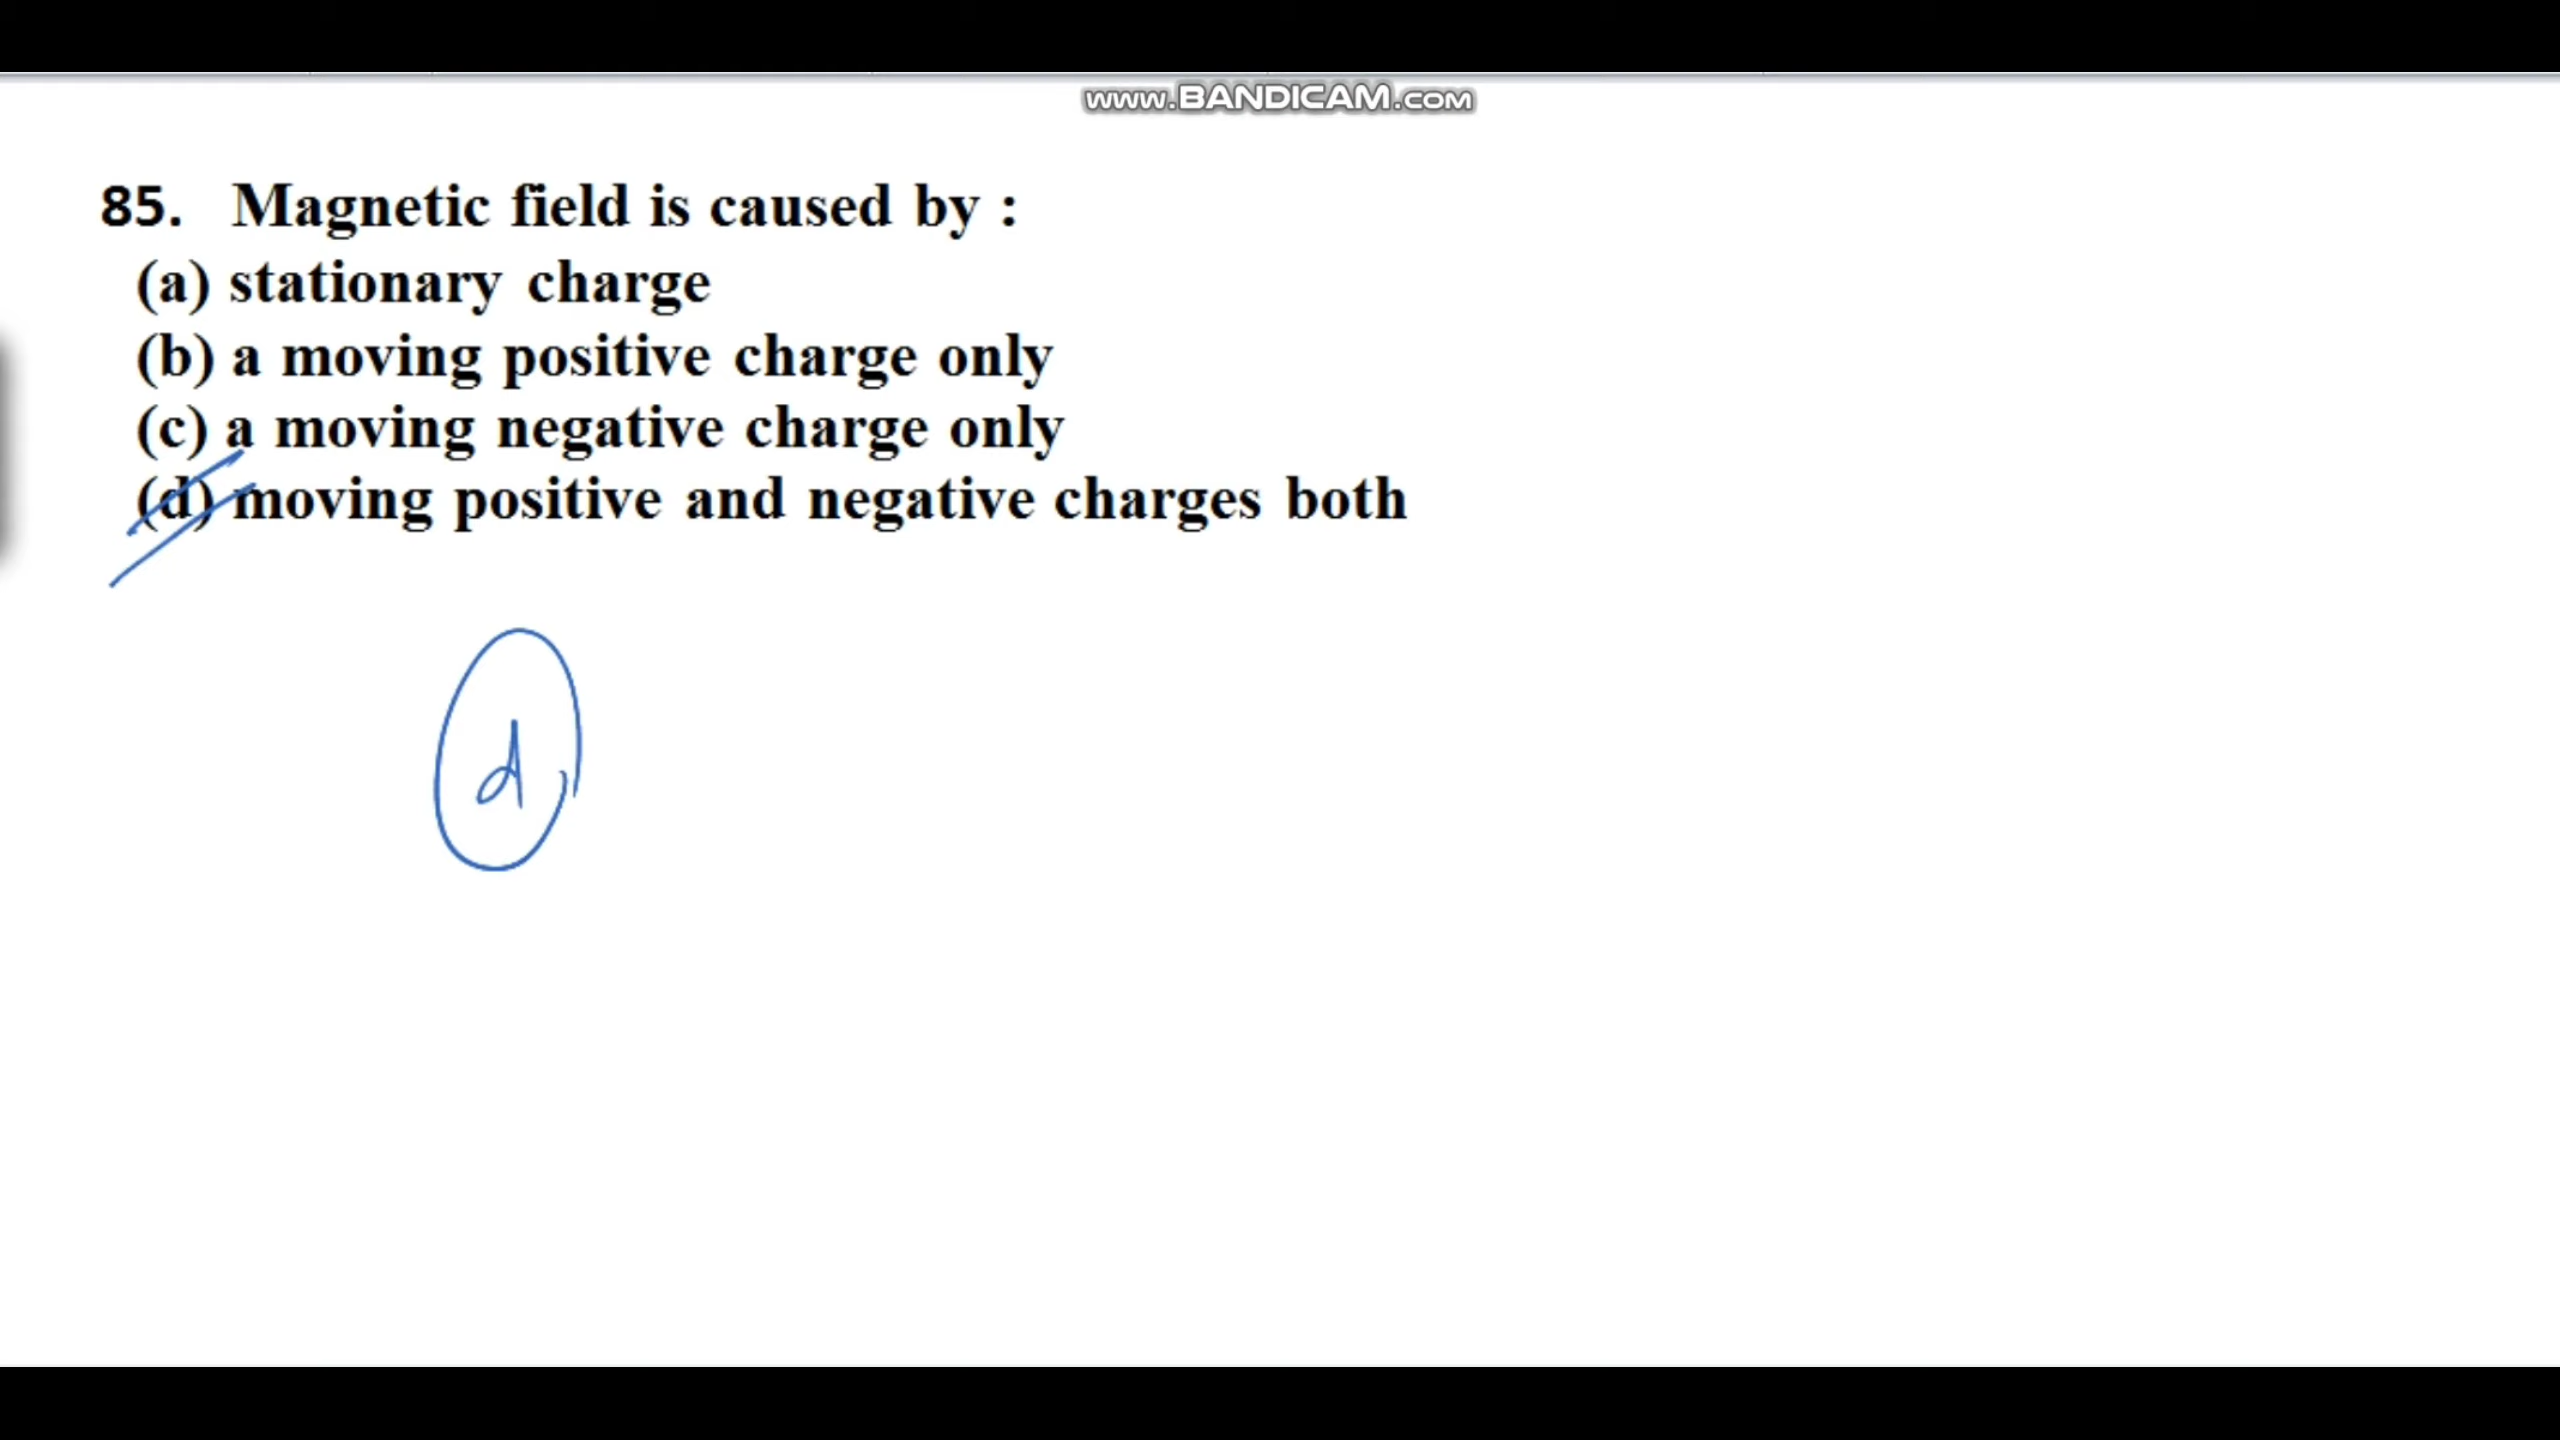 www.BANDICAM.com
85. Magnetic field is caused by :
(a) stationary charge
(b) a moving positive charge only
(c) a moving negative charge only
(d) moving positive and negative charges both
d